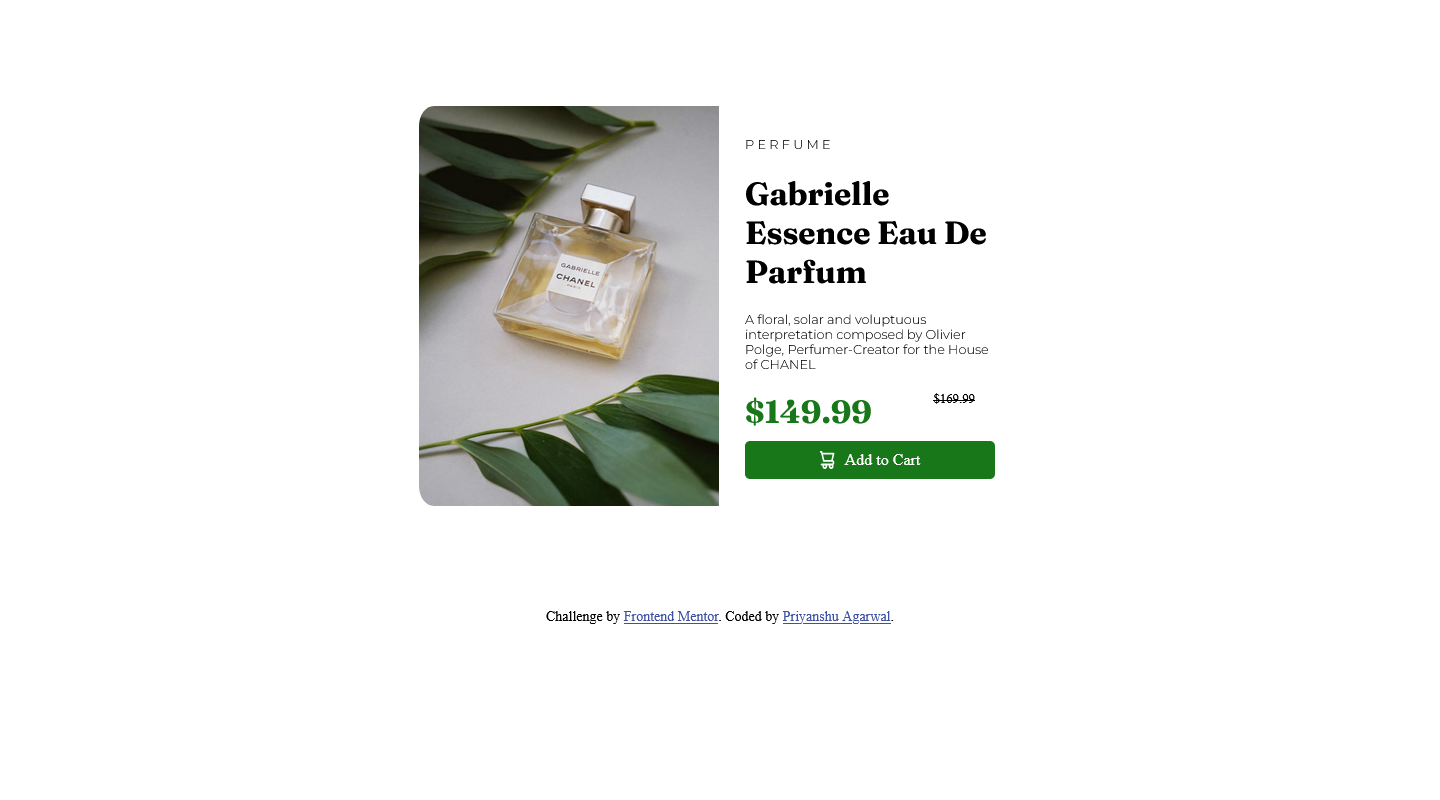 GABRIELLE
CHANEL
PARIS
PERFUME
Gabrielle
Essence Eau De
Parfum
A floral, solar and voluptuous
interpretation composed by Olivier
Polge, Perfumer-Creator for the House
of CHANEL
$149.99
$169.99
Add to Cart
Challenge by Frontend Mentor. Coded by Priyanshu Agarwal.